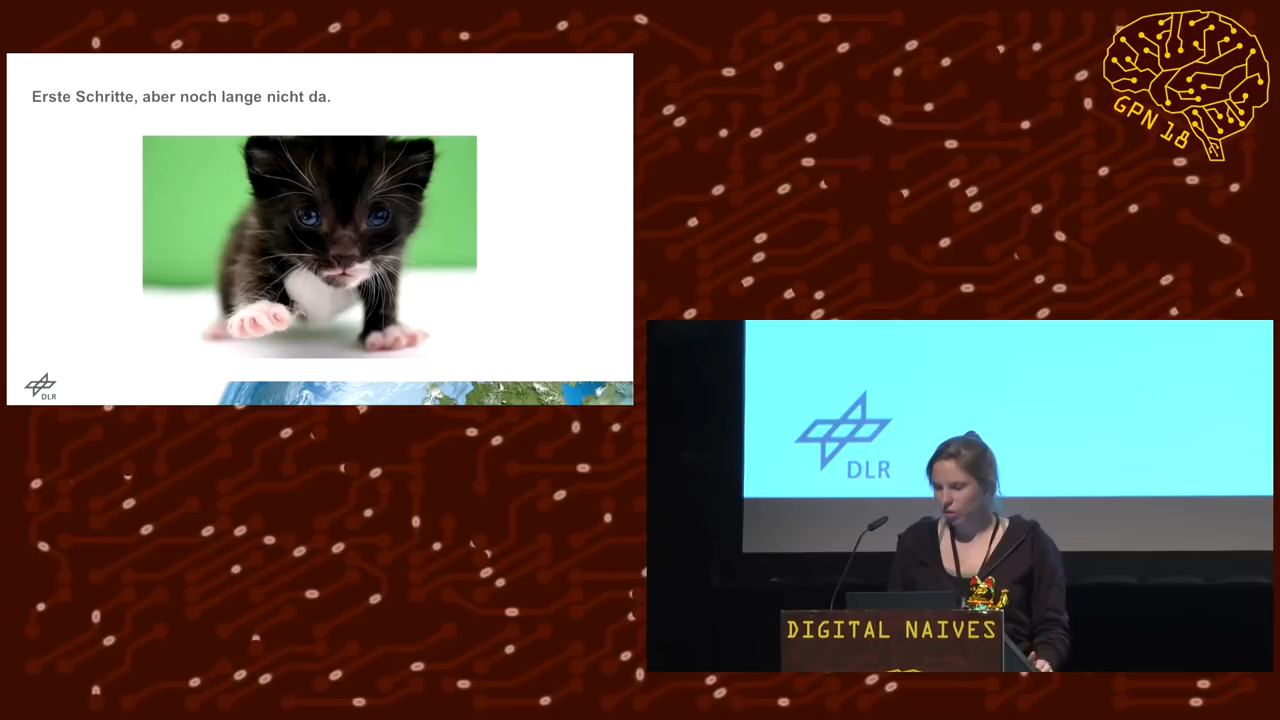 Erste Schritte, aber noch lange nicht da.
DLR
GPN 18
DLR
DIGITAL NAIVES